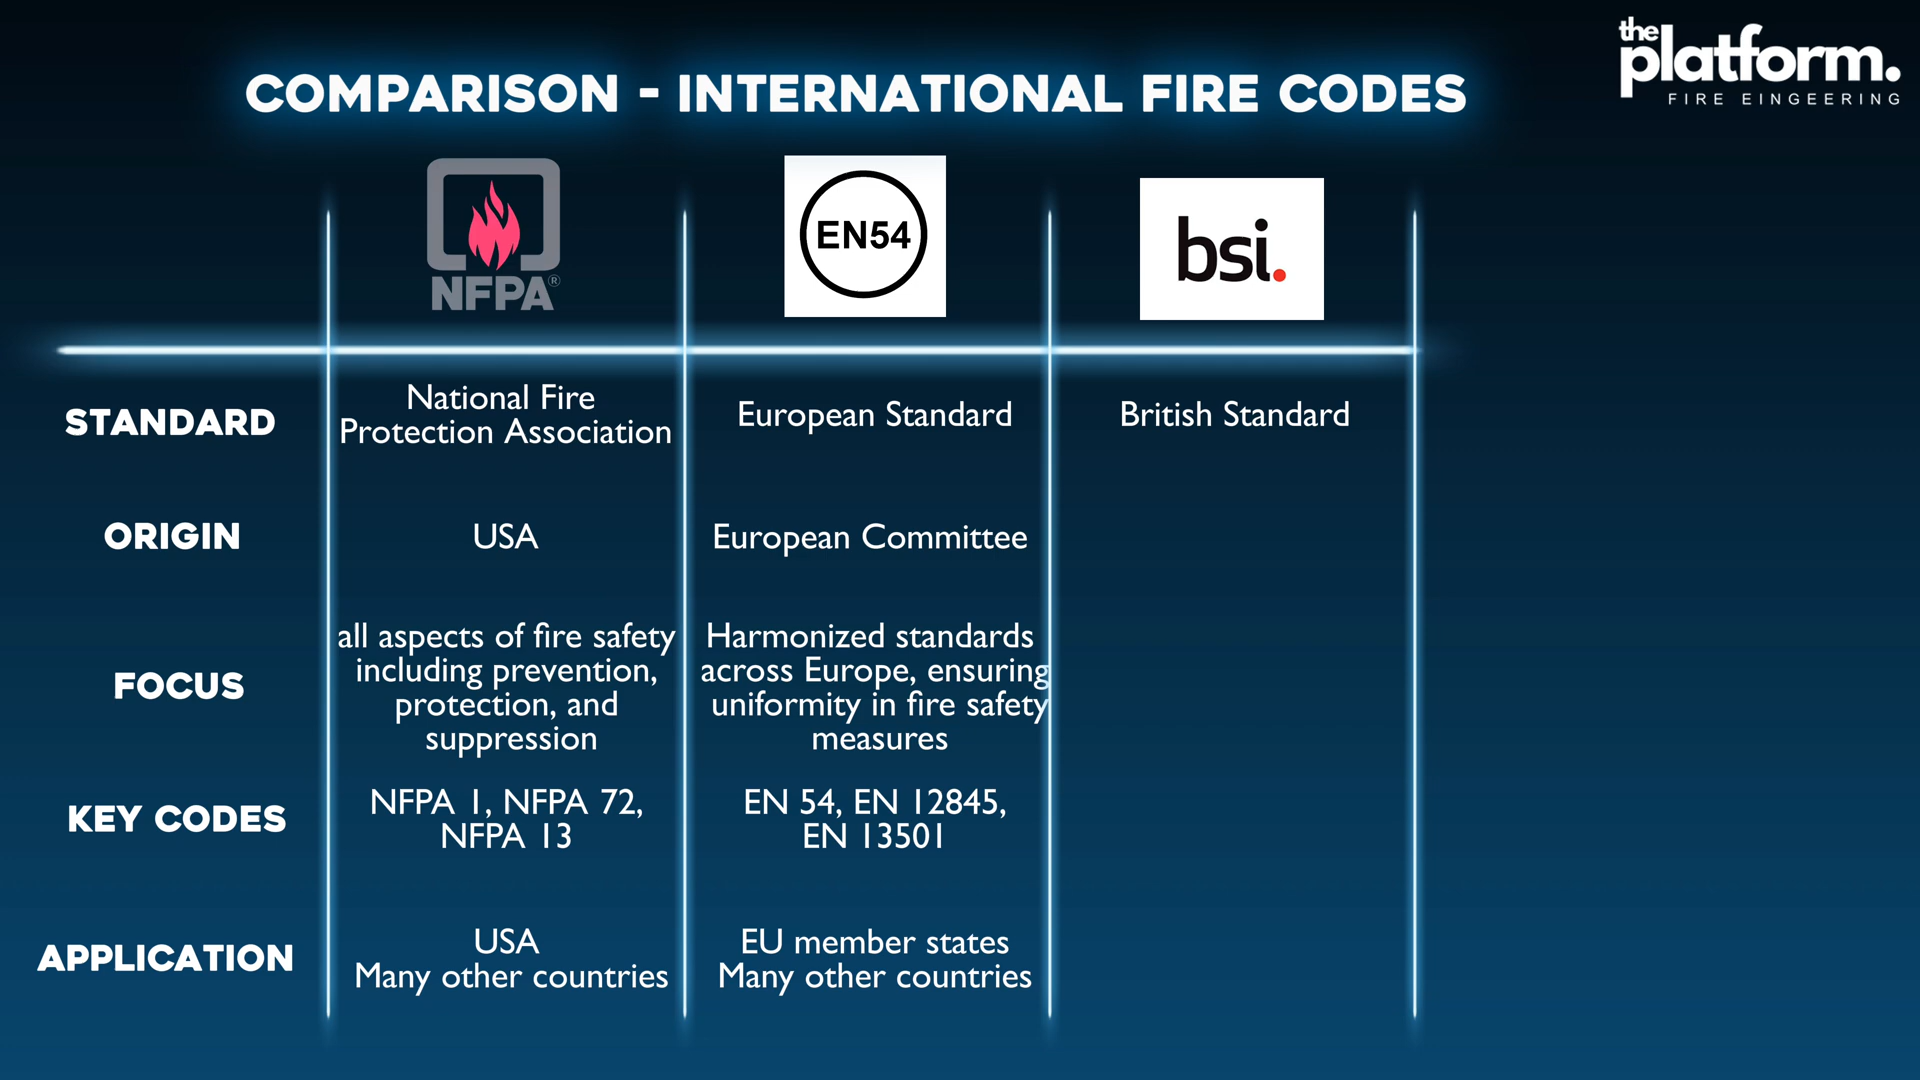 the
platform.
FIRE EINGEERING
COMPARISON - INTERNATIONAL FIRE CODES
NFPA®
EN54
bsi.
STANDARD
National Fire
Protection Association
European Standard
British Standard
ORIGIN
USA
European Committee
FOCUS
all aspects of fire safety
including prevention,
protection, and
suppression
Harmonized standards
across Europe, ensuring
uniformity in fire safety
measures
KEY CODES
NFPA 1, NFPA 72,
NFPA 13
EN 54, EN 12845,
EN 13501
APPLICATION
USA
Many other countries
EU member states
Many other countries